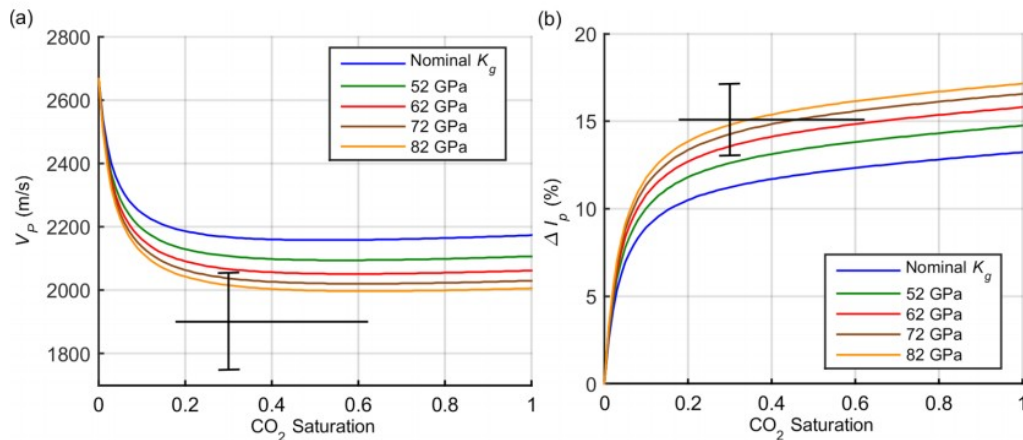 (a)
2800
2600
2400
2200
2000
1800
V_P (m/s)
0 0.2 0.4 0.6 0.8 1
CO₂ Saturation
Nominal K_g
52 GPa
62 GPa
72 GPa
82 GPa
(b)
20
15
10
5
0
Δ I_p (%)
0 0.2 0.4 0.6 0.8 1
CO₂ Saturation
Nominal K_g
52 GPa
62 GPa
72 GPa
82 GPa